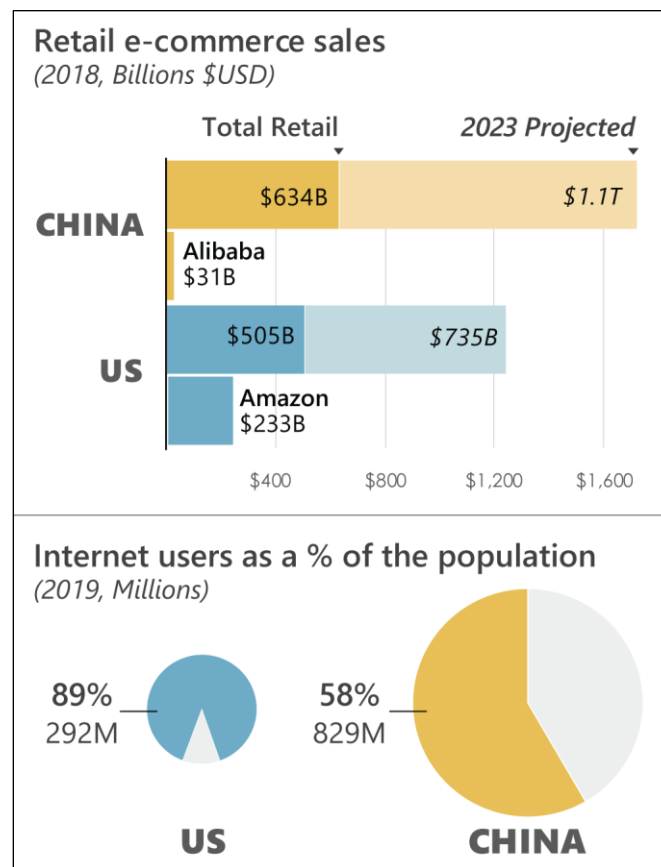 Retail e-commerce sales
(2018, Billions $USD)
Total Retail 2023 Projected
CHINA
$634B $1.1T
Alibaba
$31B
US
$505B $735B
Amazon
$233B
$400 $800 $1,200 $1,600
Internet users as a % of the population
(2019, Millions)
89%
292M
US
58%
829M
CHINA